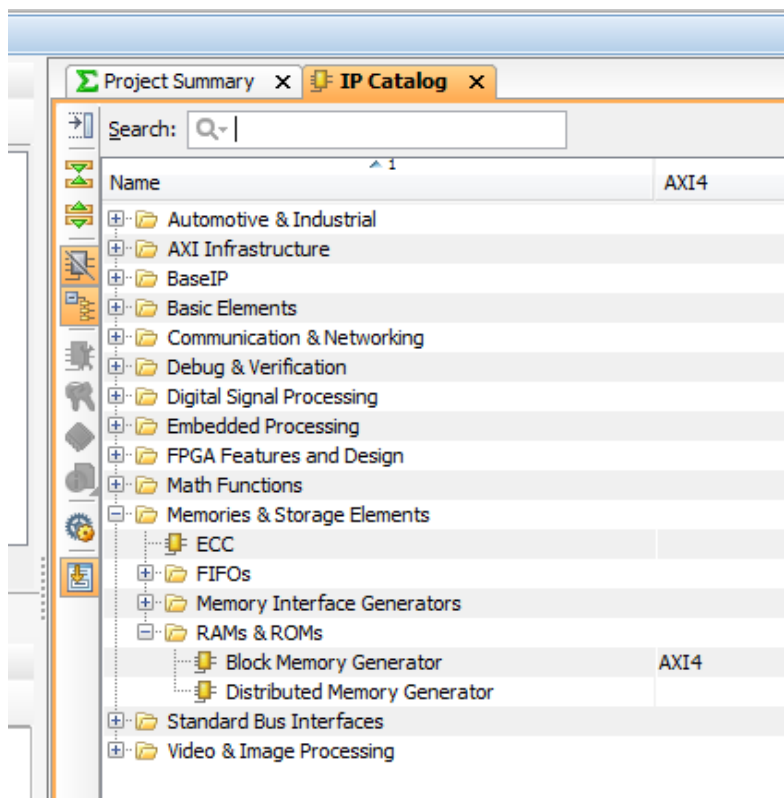 Project Summary X IP Catalog X
Search:
1
Name AXI4
Automotive & Industrial
AXI Infrastructure
BaseIP
Basic Elements
Communication & Networking
Debug & Verification
Digital Signal Processing
Embedded Processing
FPGA Features and Design
Math Functions
Memories & Storage Elements
ECC
FIFOs
Memory Interface Generators
RAMs & ROMs
Block Memory Generator AXI4
Distributed Memory Generator
Standard Bus Interfaces
Video & Image Processing